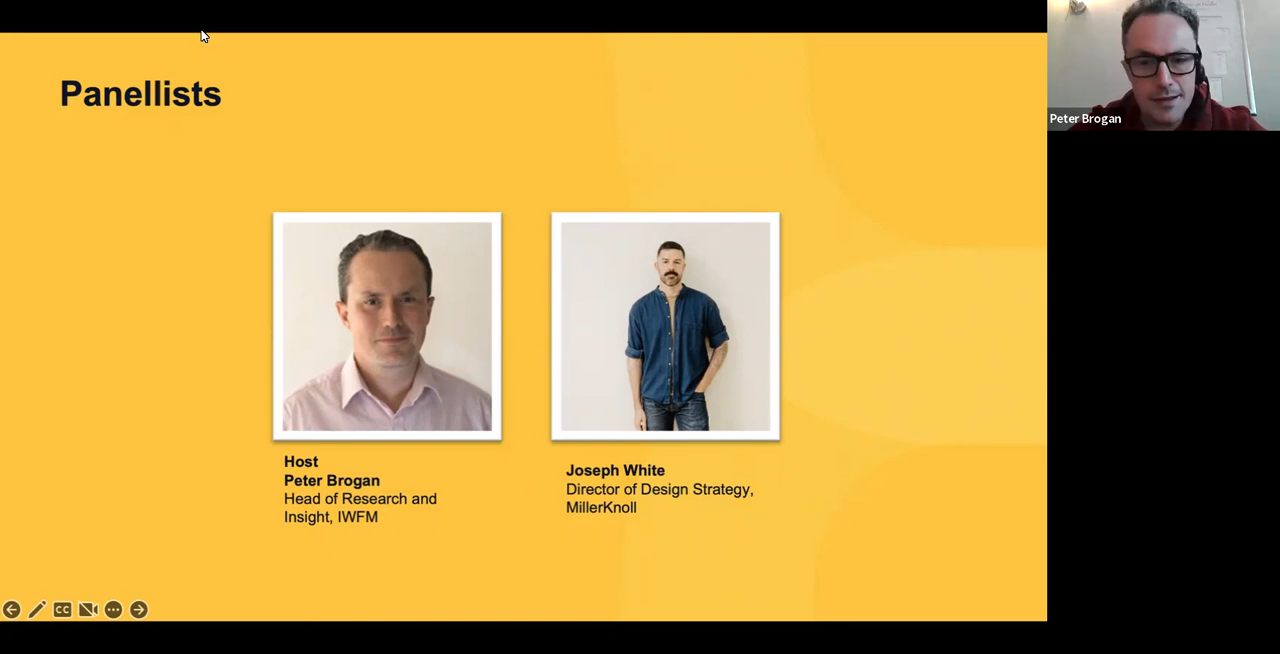 Panellists
Peter Brogan
Host
Peter Brogan
Head of Research and
Insight, IWFM
Joseph White
Director of Design Strategy,
MillerKnoll
CC